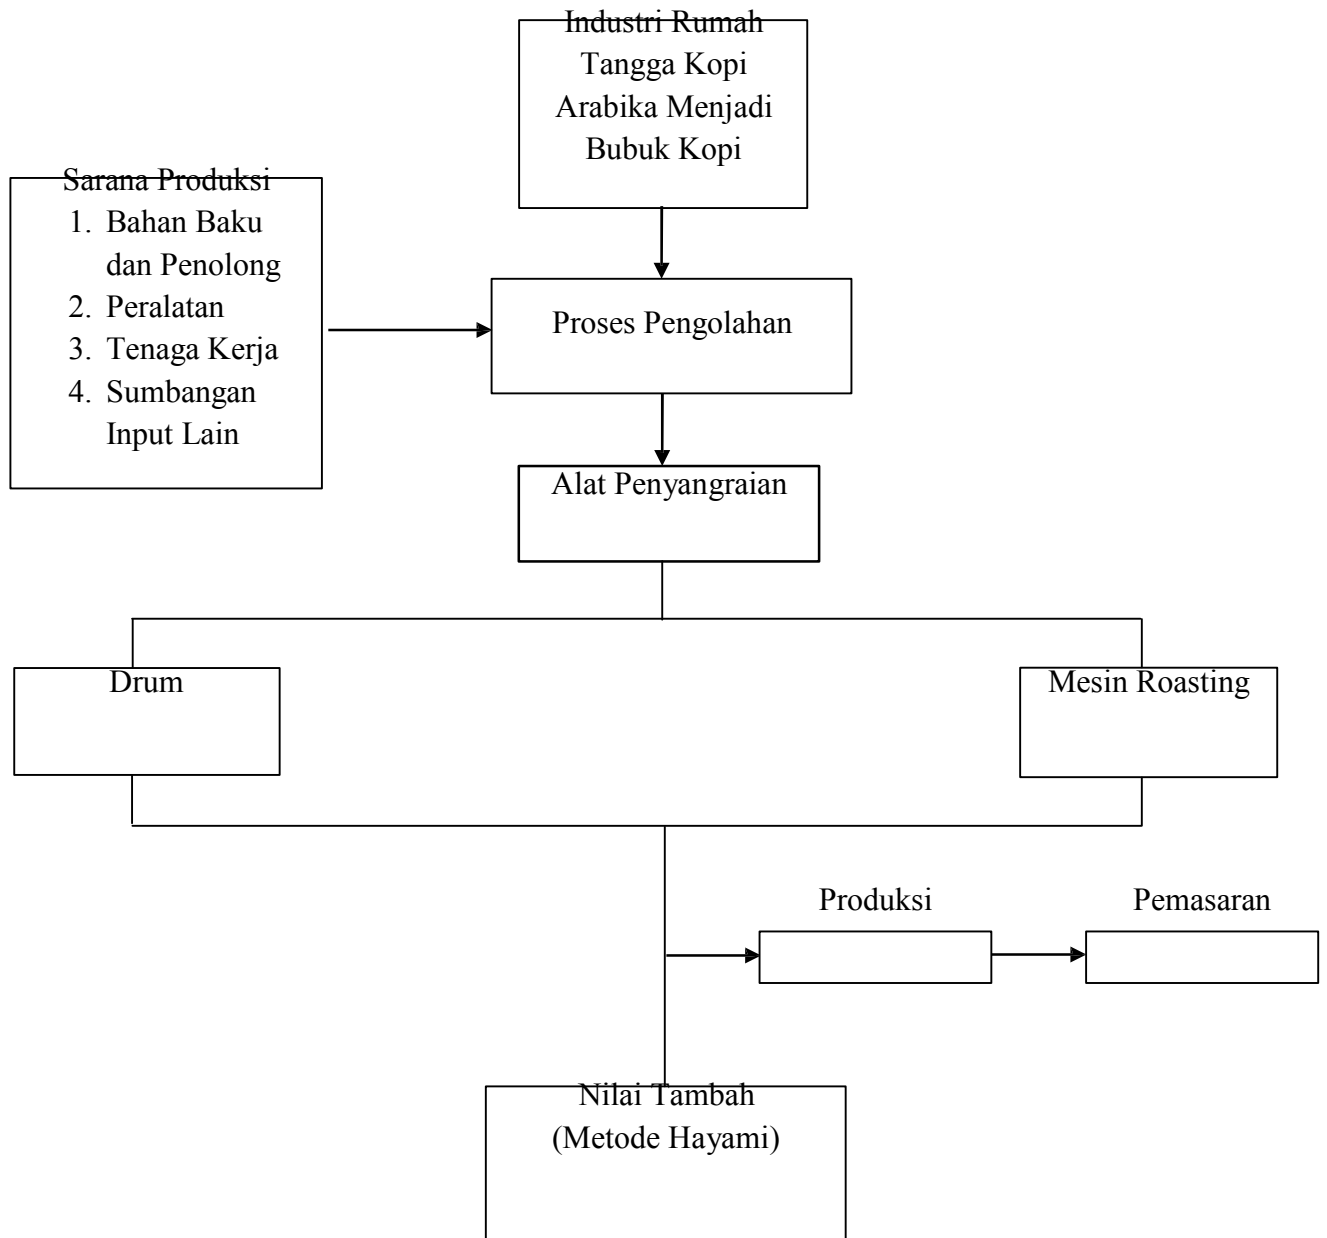 Industri Rumah
Tangga Kopi
Arabika Menjadi
Bubuk Kopi
Sarana Produksi
1. Bahan Baku
dan Penolong
2. Peralatan
3. Tenaga Kerja
4. Sumbangan
Input Lain
Proses Pengolahan
Alat Penyangraian
Drum
Mesin Roasting
Produksi
Pemasaran
Nilai Tambah
(Metode Hayami)